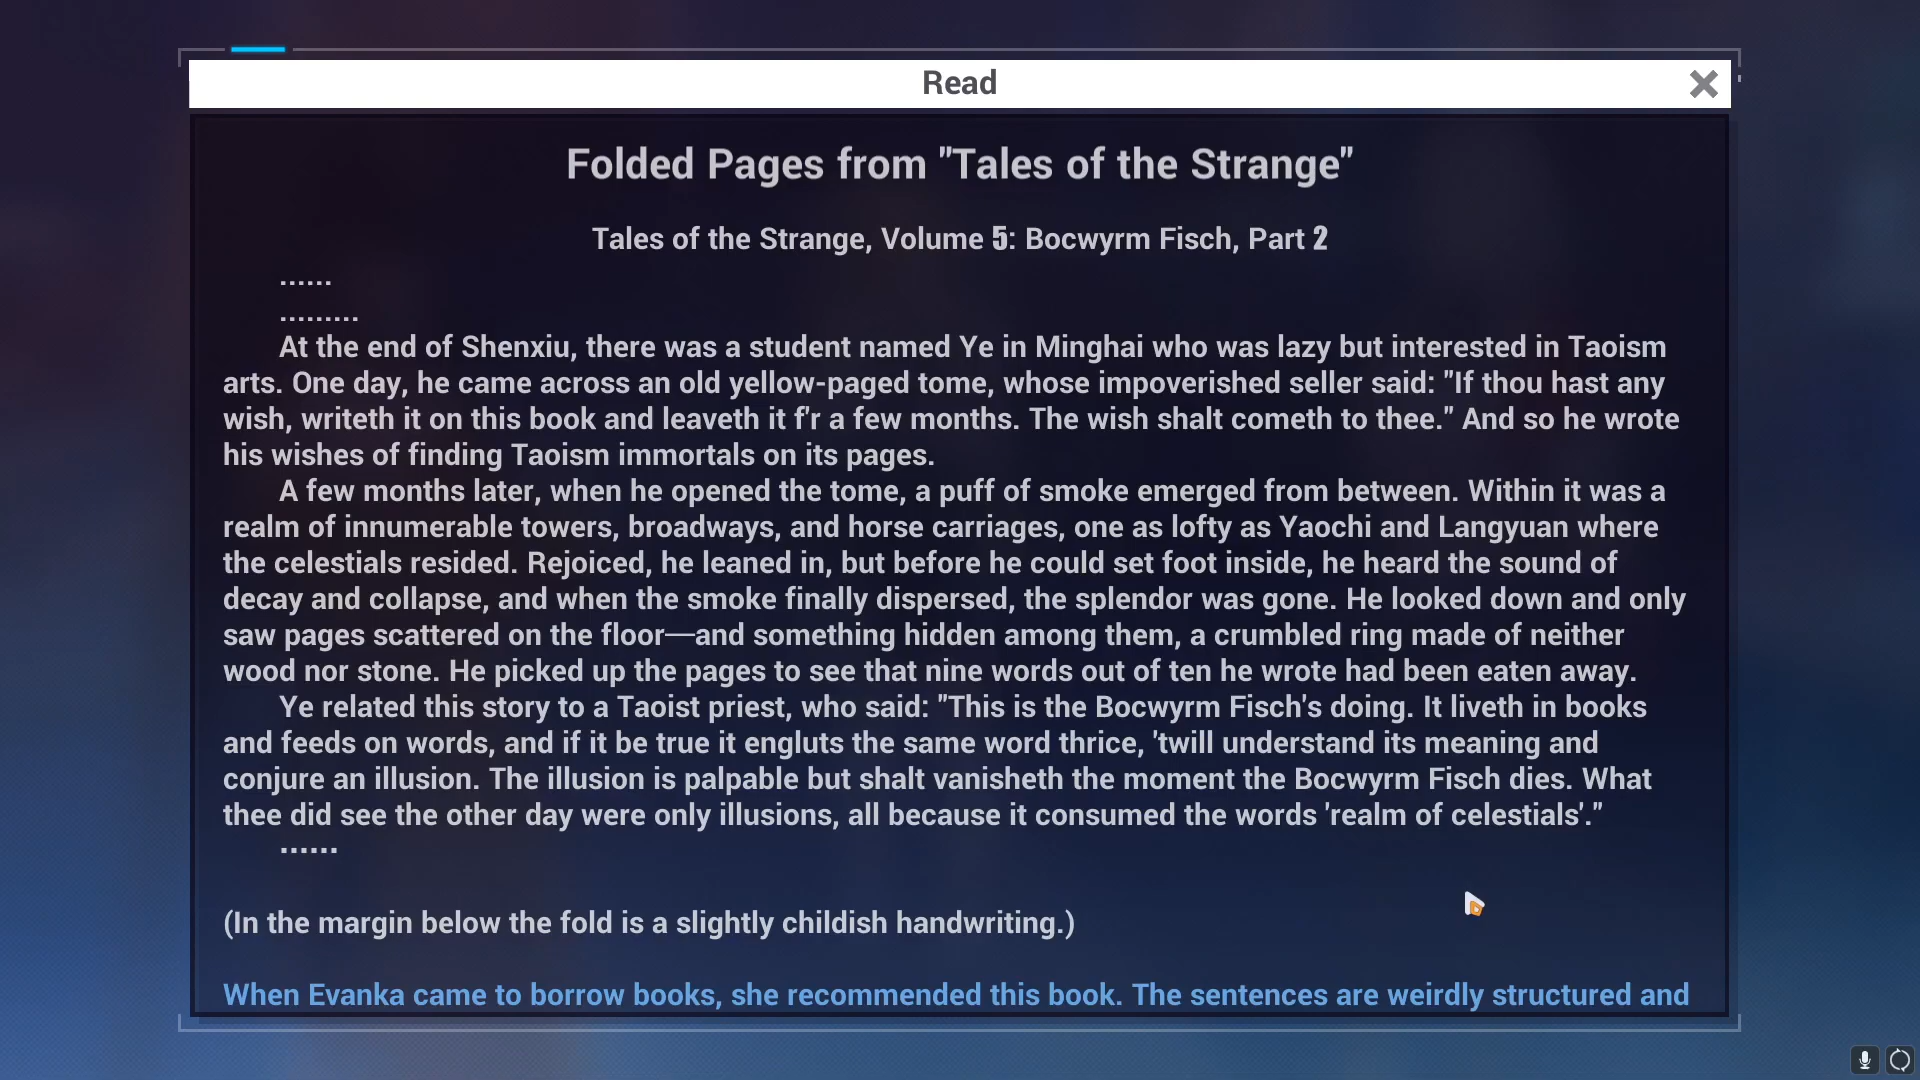 Read
Folded Pages from "Tales of the Strange"
Tales of the Strange, Volume 5: Bocwyrm Fisch, Part 2
......
.........
At the end of Shenxiu, there was a student named Ye in Minghai who was lazy but interested in Taoism
arts. One day, he came across an old yellow-paged tome, whose impoverished seller said: "If thou hast any
wish, writeth it on this book and leaveth it f'r a few months. The wish shalt cometh to thee." And so he wrote
his wishes of finding Taoism immortals on its pages.
A few months later, when he opened the tome, a puff of smoke emerged from between. Within it was a
realm of innumerable towers, broadways, and horse carriages, one as lofty as Yaochi and Langyuan where
the celestials resided. Rejoiced, he leaned in, but before he could set foot inside, he heard the sound of
decay and collapse, and when the smoke finally dispersed, the splendor was gone. He looked down and only
saw pages scattered on the floor—and something hidden among them, a crumbled ring made of neither
wood nor stone. He picked up the pages to see that nine words out of ten he wrote had been eaten away.
Ye related this story to a Taoist priest, who said: "This is the Bocwyrm Fisch's doing. It liveth in books
and feeds on words, and if it be true it engluts the same word thrice, 'twill understand its meaning and
conjure an illusion. The illusion is palpable but shalt vanisheth the moment the Bocwyrm Fisch dies. What
thee did see the other day were only illusions, all because it consumed the words 'realm of celestials'."
......
(In the margin below the fold is a slightly childish handwriting.)
When Evanka came to borrow books, she recommended this book. The sentences are weirdly structured and